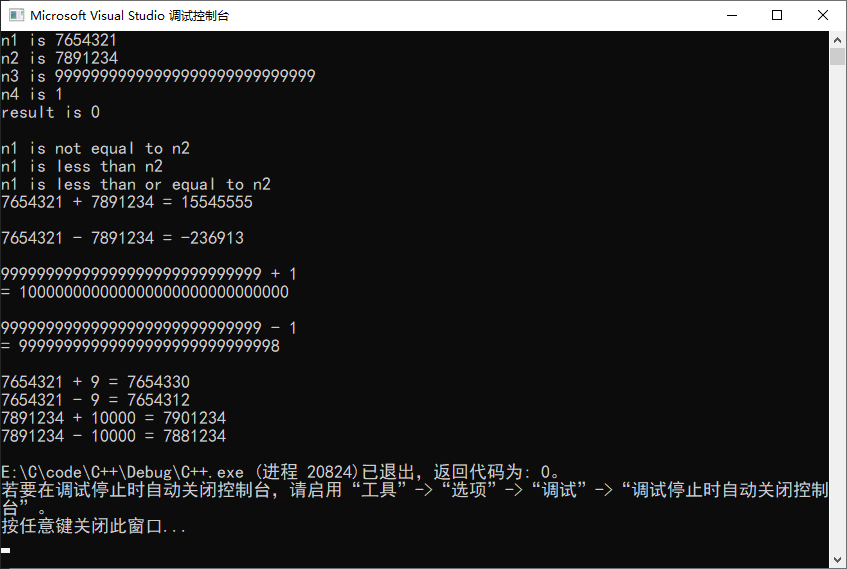 Microsoft Visual Studio 调试控制台
n1 is 7654321
n2 is 7891234
n3 is 99999999999999999999999999999
n4 is 1
result is 0
n1 is not equal to n2
n1 is less than n2
n1 is less than or equal to n2
7654321 + 7891234 = 15545555
7654321 - 7891234 = -236913
99999999999999999999999999999 + 1
= 100000000000000000000000000000
99999999999999999999999999999 - 1
= 99999999999999999999999999998
7654321 + 9 = 7654330
7654321 - 9 = 7654312
7891234 + 10000 = 7901234
7891234 - 10000 = 7881234
E:\C\code\C++\Debug\C++.exe (进程 20824)已退出，返回代码为: 0。
若要在调试停止时自动关闭控制台，请启用“工具”->“选项”->“调试”->“调试停止时自动关闭控制
台”。
按任意键关闭此窗口...